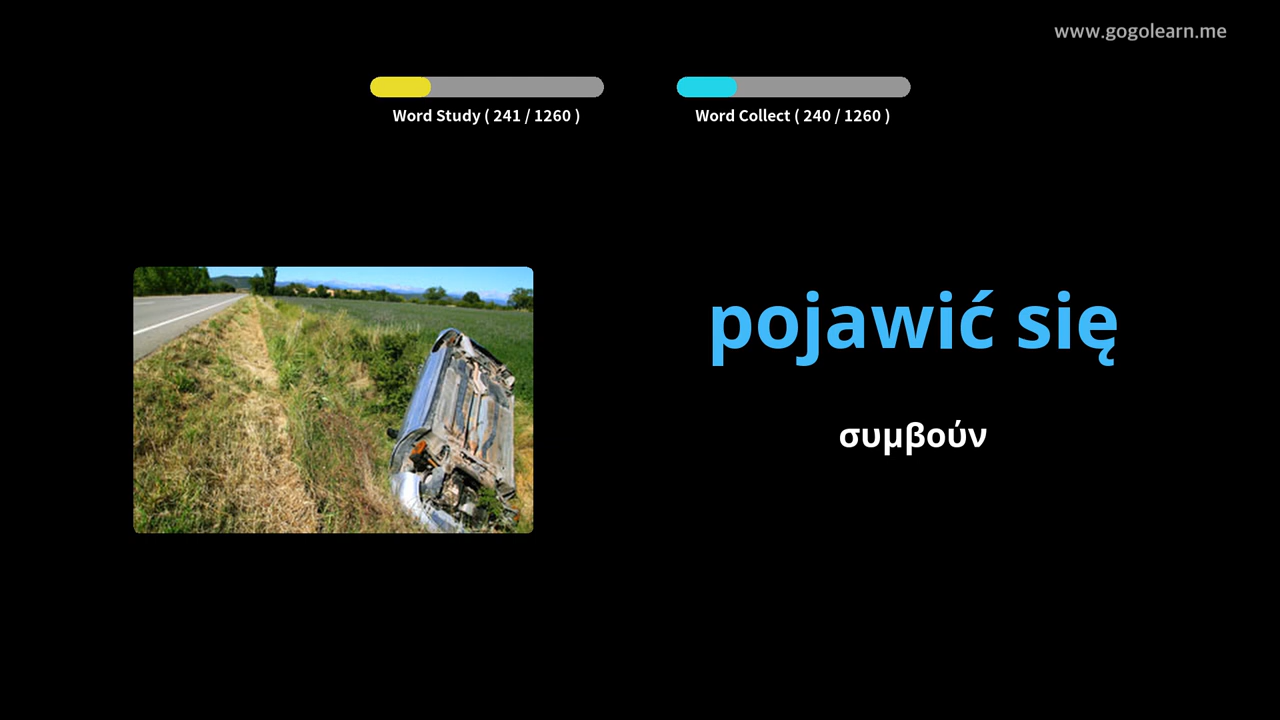 www.gogolearn.me
Word Study ( 241 / 1260 )
Word Collect ( 240 / 1260 )
pojawić się
συμβούν